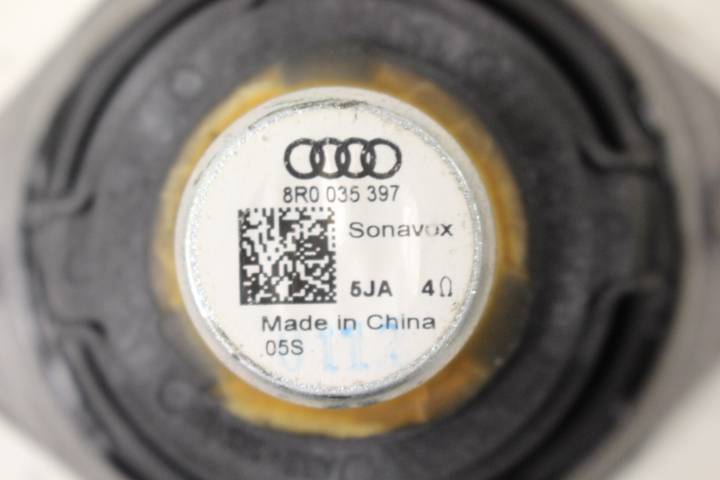 8R0 035 397
Sonavox
5JA 4Ω
Made in China
05S